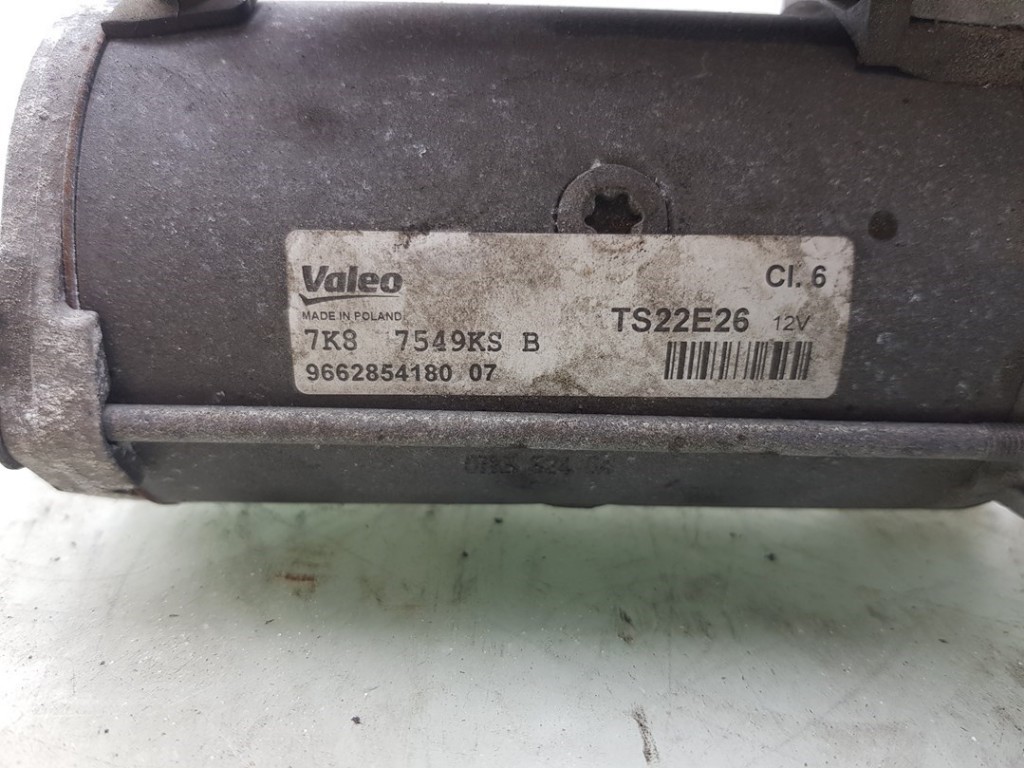 Valeo
Cl. 6
MADE IN POLAND
TS22E26 12V
7K8 7549KS B
9662854180 07